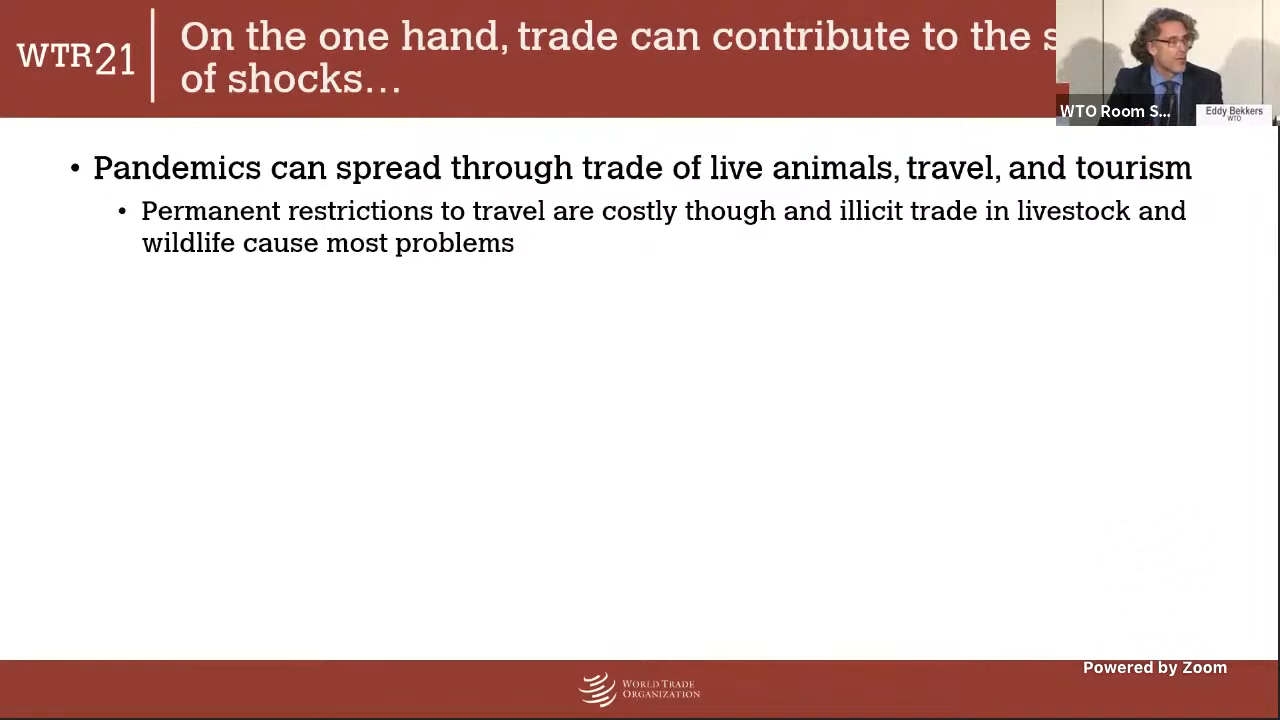 WTR21
On the one hand, trade can contribute to the s
of shocks...
WTO Room S...
Eddy Bekkers
WTO
• Pandemics can spread through trade of live animals, travel, and tourism
• Permanent restrictions to travel are costly though and illicit trade in livestock and
wildlife cause most problems
Powered by Zoom
WORLD TRADE
ORGANIZATION